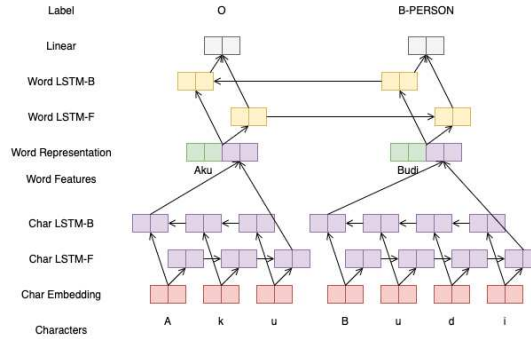 Label O B-PERSON
Linear
Word LSTM-B
Word LSTM-F
Word Representation
Aku Budi
Word Features
Char LSTM-B
Char LSTM-F
Char Embedding
Characters A k u B u d i